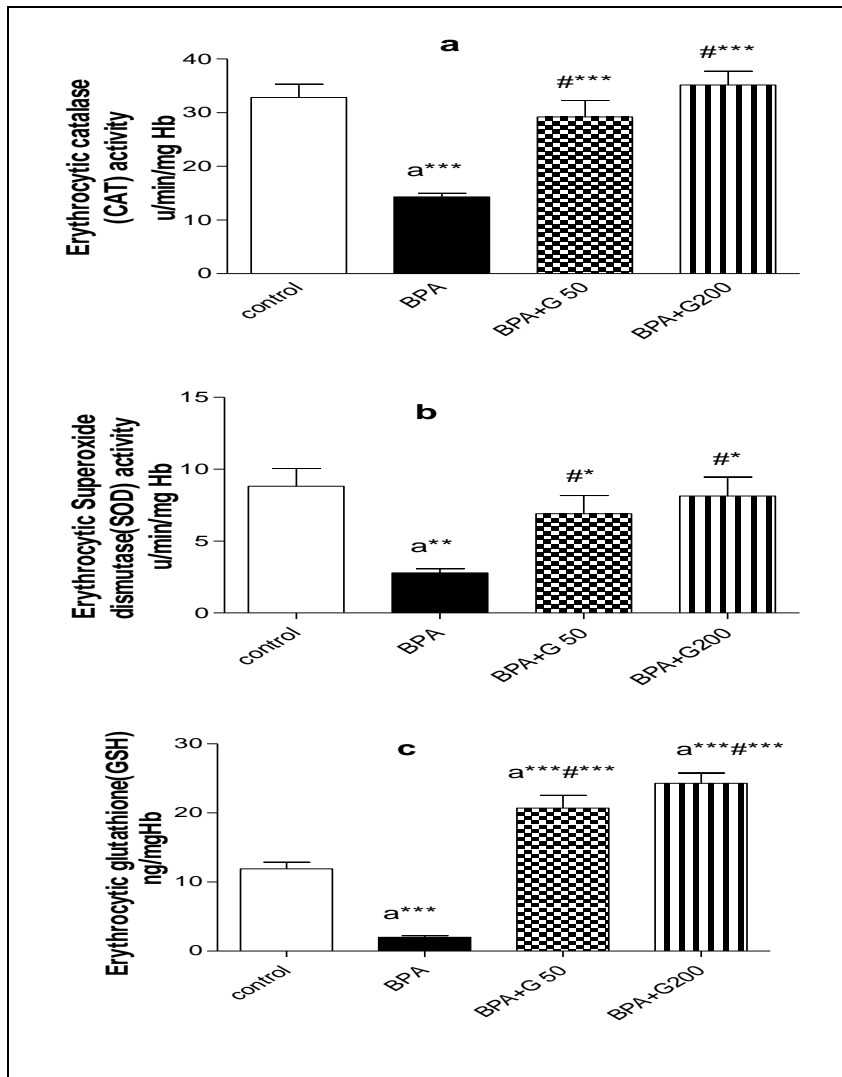 a
Erythrocytic catalase
(CAT) activity
u/min/mg Hb
40
30
20
10
0
a***
#***
#***
control
BPA
BPA+G 50
BPA+G200
b
Erythrocytic Superoxide
dismutase(SOD) activity
u/min/mg Hb
15
10
5
0
a**
#*
#*
control
BPA
BPA+G 50
BPA+G200
c
Erythrocytic glutathione(GSH)
ng/mgHb
30
20
10
0
a***
a***#***
a***#***
control
BPA
BPA+G 50
BPA+G200